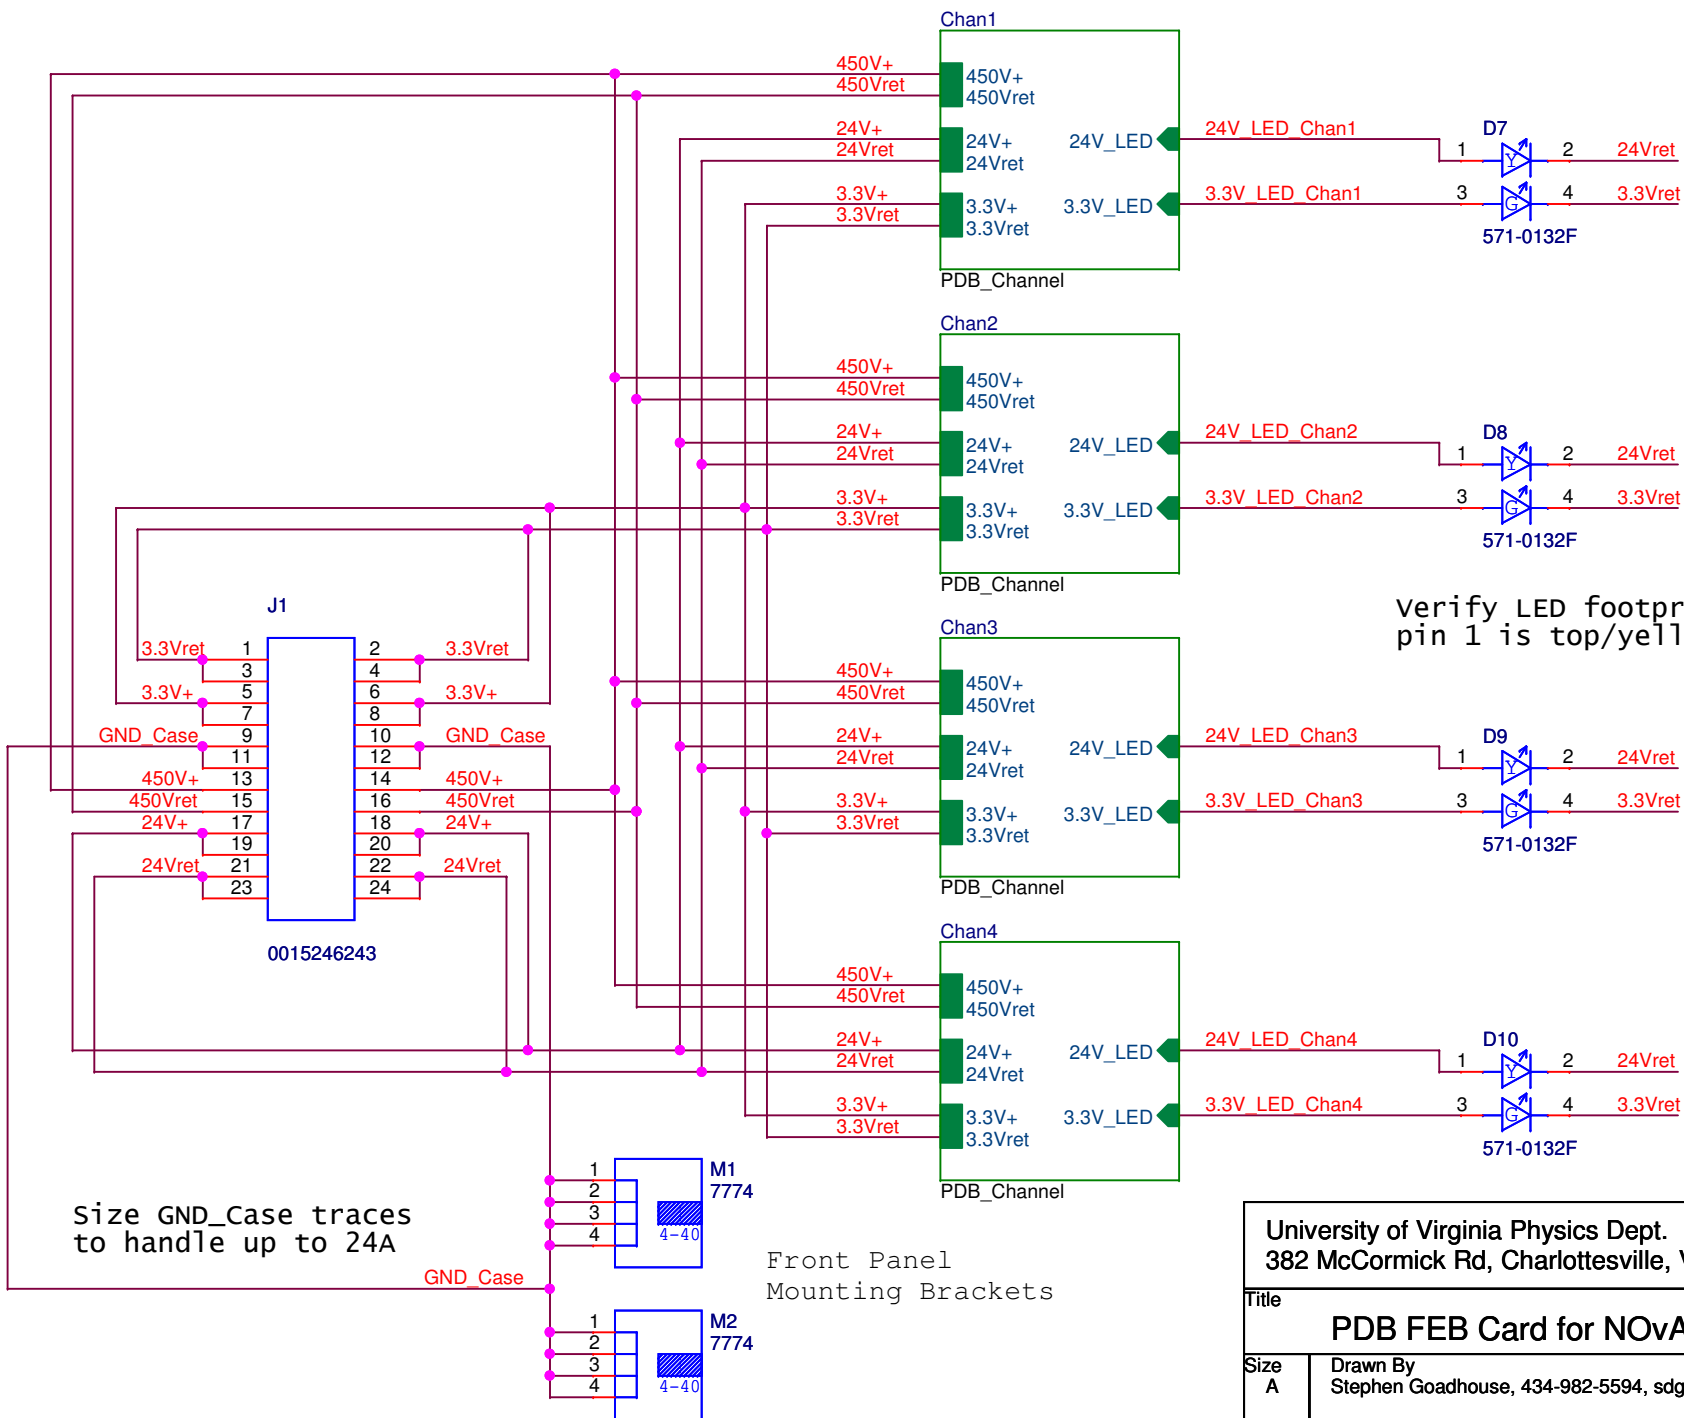 Chan1
450V+
450Vret
24V+
24Vret
3.3V+
3.3Vret
450V+
450Vret
24V+
24Vret
3.3V+
3.3Vret
24V_LED
3.3V_LED
PDB_Channel
24V_LED_Chan1
3.3V_LED_Chan1
D7
1
Y
2
24Vret
3
G
4
3.3Vret
571-0132F
Chan2
450V+
450Vret
24V+
24Vret
3.3V+
3.3Vret
450V+
450Vret
24V+
24Vret
3.3V+
3.3Vret
24V_LED
3.3V_LED
PDB_Channel
24V_LED_Chan2
3.3V_LED_Chan2
D8
1
Y
2
24Vret
3
G
4
3.3Vret
571-0132F
Verify LED
pin 1 is
Chan3
450V+
450Vret
24V+
24Vret
3.3V+
3.3Vret
450V+
450Vret
24V+
24Vret
3.3V+
3.3Vret
24V_LED
3.3V_LED
PDB_Channel
24V_LED_Chan3
3.3V_LED_Chan3
D9
1
Y
2
24Vret
3
G
4
3.3Vret
571-0132F
Chan4
450V+
450Vret
24V+
24Vret
3.3V+
3.3Vret
450V+
450Vret
24V+
24Vret
3.3V+
3.3Vret
24V_LED
3.3V_LED
PDB_Channel
24V_LED_Chan4
3.3V_LED_Chan4
D10
1
Y
2
24Vret
3
G
4
3.3Vret
571-0132F
J1
3.3Vret 1 2 3.3Vret
3 4
3.3V+ 5 6 3.3V+
7 8
GND_Case 9 10 GND_Case
11 12
450V+ 13 14 450V+
450Vret 15 16 450Vret
24V+ 17 18 24V+
19 20
24Vret 21 22 24Vret
23 24
0015246243
Size GND_Case traces
to handle up to 24A
GND_Case
1
2
3
4
4-40
M1
7774
Front Panel
Mounting Brackets
1
2
3
4
4-40
M2
7774
University of Virginia Physics Dept.
382 McCormick Rd, Charlottesville,
Title
PDB FEB Card for NOvA
Size
A
Drawn By
Stephen Goadhouse, 434-982-5594, sdg